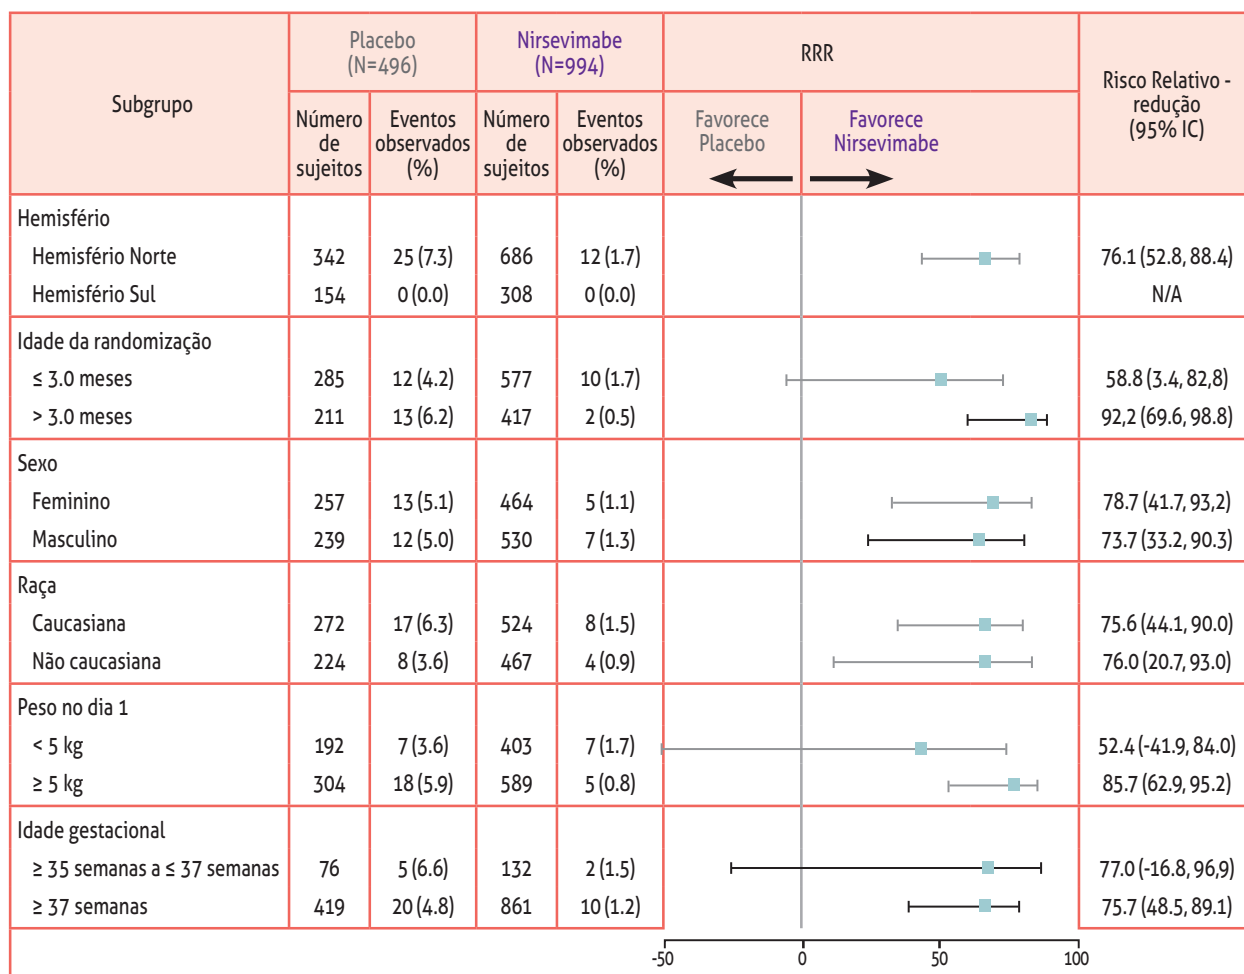 Subgrupo
Placebo
(N=496)
Nirsevimabe
(N=994)
RRR
Risco Relativo -
redução
(95% IC)
Número
de
sujeitos
Eventos
observados
(%)
Número
de
sujeitos
Eventos
observados
(%)
Favorece
Placebo
Favorece
Nirsevimabe
Hemisfério
Hemisfério Norte 342 25 (7.3) 686 12 (1.7) 76.1 (52.8, 88.4)
Hemisfério Sul 154 0 (0.0) 308 0 (0.0) N/A
Idade da randomização
≤ 3.0 meses 285 12 (4.2) 577 10 (1.7) 58.8 (3.4, 82,8)
> 3.0 meses 211 13 (6.2) 417 2 (0.5) 92,2 (69.6, 98.8)
Sexo
Feminino 257 13 (5.1) 464 5 (1.1) 78.7 (41.7, 93,2)
Masculino 239 12 (5.0) 530 7 (1.3) 73.7 (33.2, 90.3)
Raça
Caucasiana 272 17 (6.3) 524 8 (1.5) 75.6 (44.1, 90.0)
Não caucasiana 224 8 (3.6) 467 4 (0.9) 76.0 (20.7, 93.0)
Peso no dia 1
< 5 kg 192 7 (3.6) 403 7 (1.7) 52.4 (-41.9, 84.0)
≥ 5 kg 304 18 (5.9) 589 5 (0.8) 85.7 (62.9, 95.2)
Idade gestacional
≥ 35 semanas a ≤ 37 semanas 76 5 (6.6) 132 2 (1.5) 77.0 (-16.8, 96,9)
≥ 37 semanas 419 20 (4.8) 861 10 (1.2) 75.7 (48.5, 89.1)
-50 0 50 100